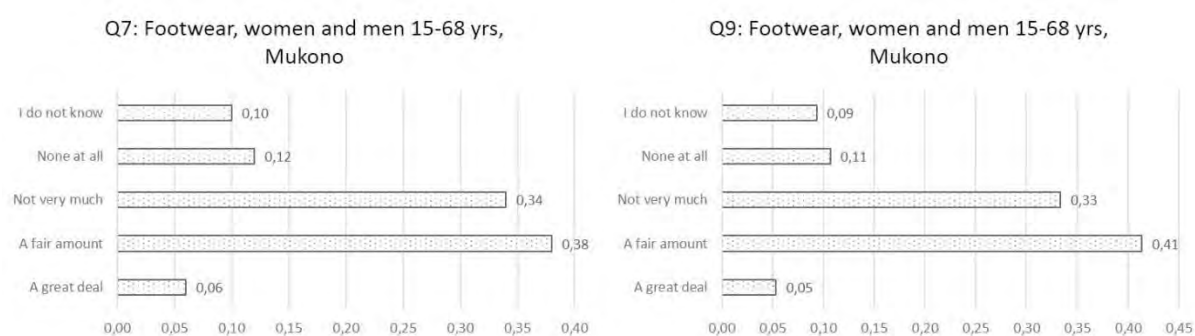 Q7: Footwear, women and men 15-68 yrs,
Mukono
I do not know
0,10
None at all
0,12
Not very much
0,34
A fair amount
0,38
A great deal
0,06
0,00 0,05 0,10 0,15 0,20 0,25 0,30 0,35 0,40
Q9: Footwear, women and men 15-68 yrs,
Mukono
I do not know
0,09
None at all
0,11
Not very much
0,33
A fair amount
0,41
A great deal
0,05
0,00 0,05 0,10 0,15 0,20 0,25 0,30 0,35 0,40 0,45